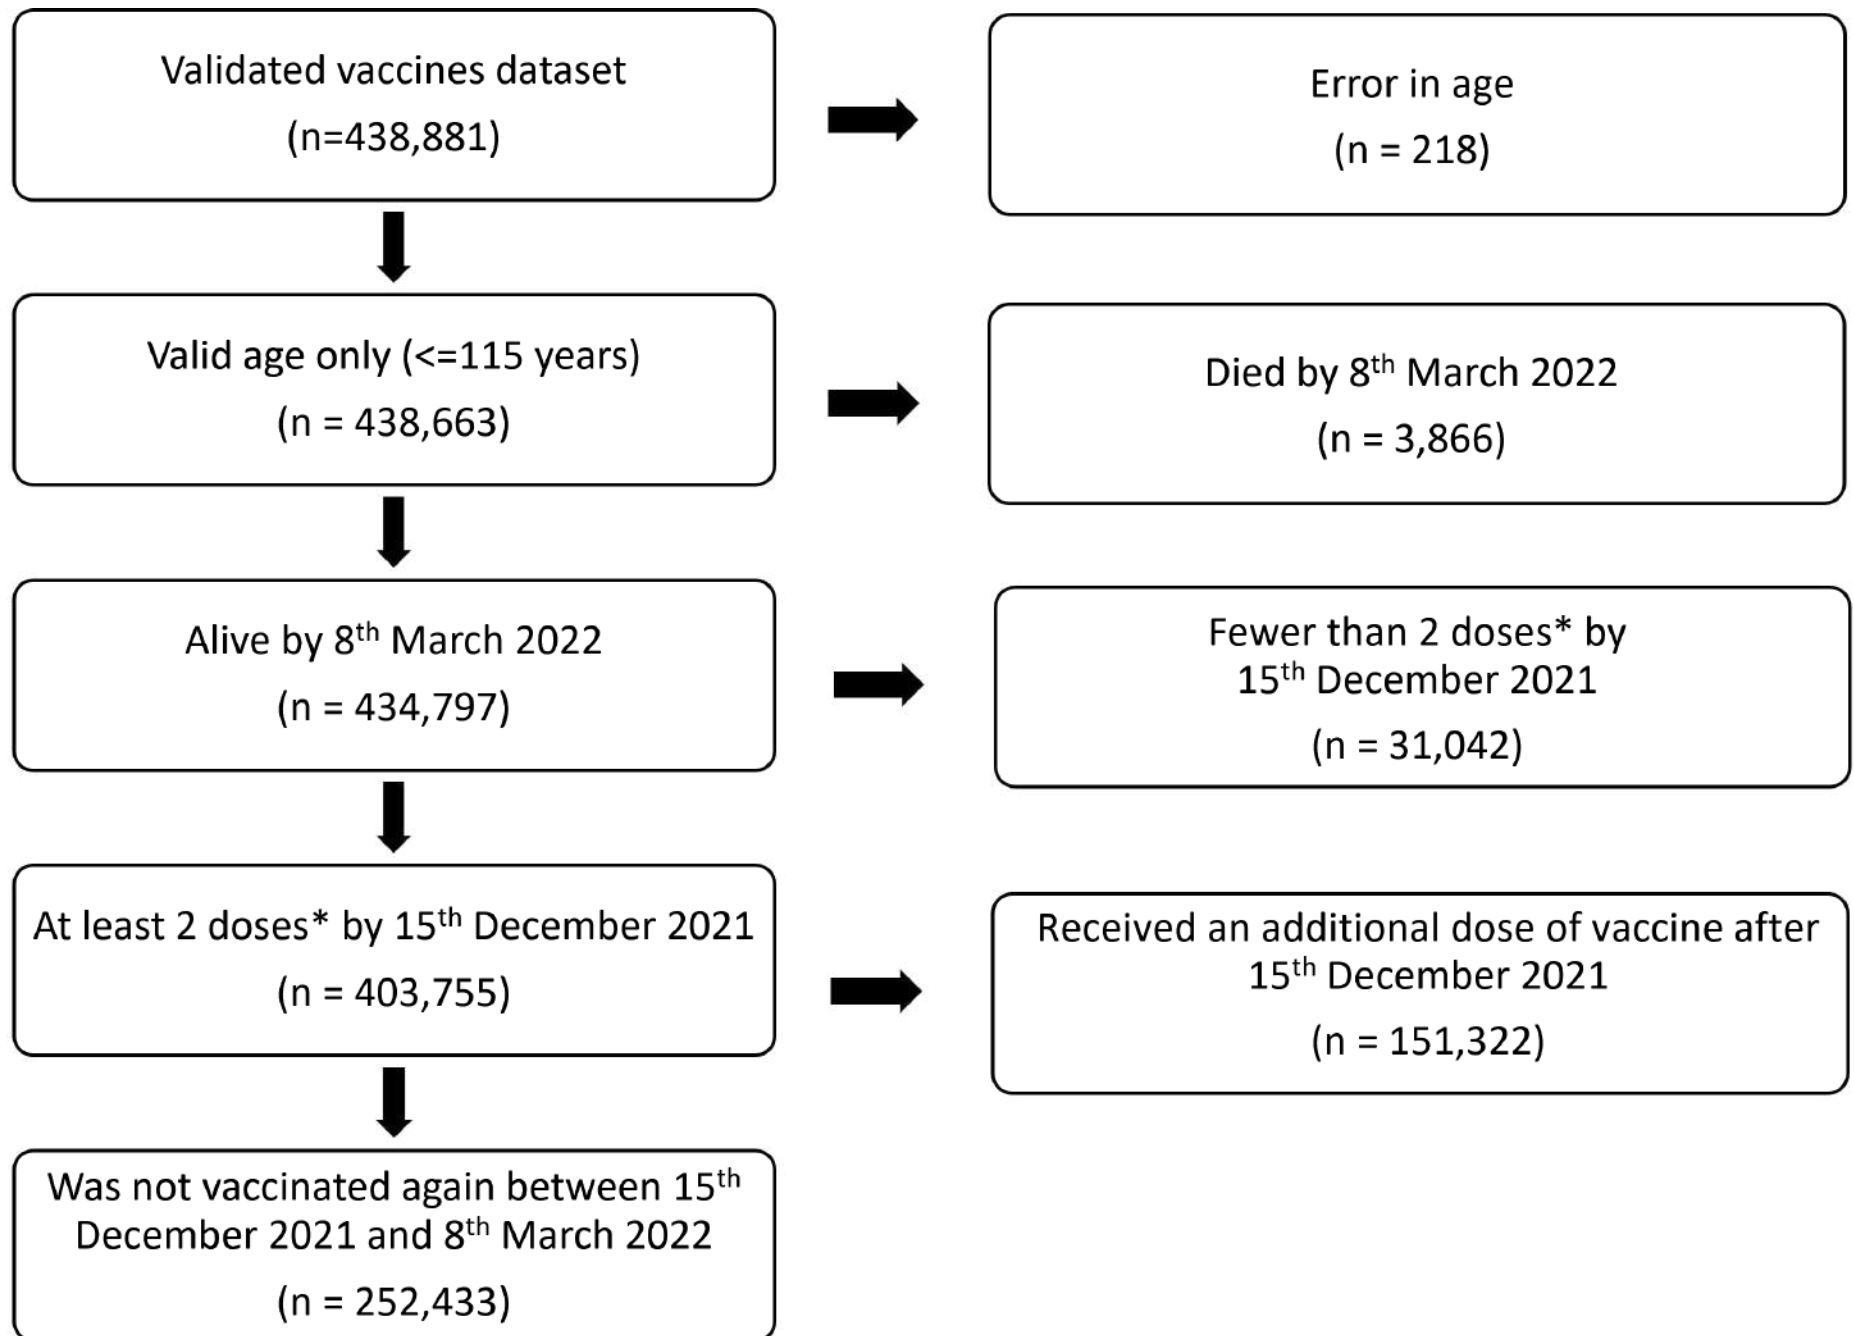 Validated vaccines dataset
(n=438,881)
Error in age
(n = 218)
Valid age only (<=115 years)
(n = 438,663)
Died by 8th March 2022
(n = 3,866)
Alive by 8th March 2022
(n = 434,797)
Fewer than 2 doses* by
15th December 2021
(n = 31,042)
At least 2 doses* by 15th December 2021
(n = 403,755)
Received an additional dose of vaccine after
15th December 2021
(n = 151,322)
Was not vaccinated again between 15th
December 2021 and 8th March 2022
(n = 252,433)